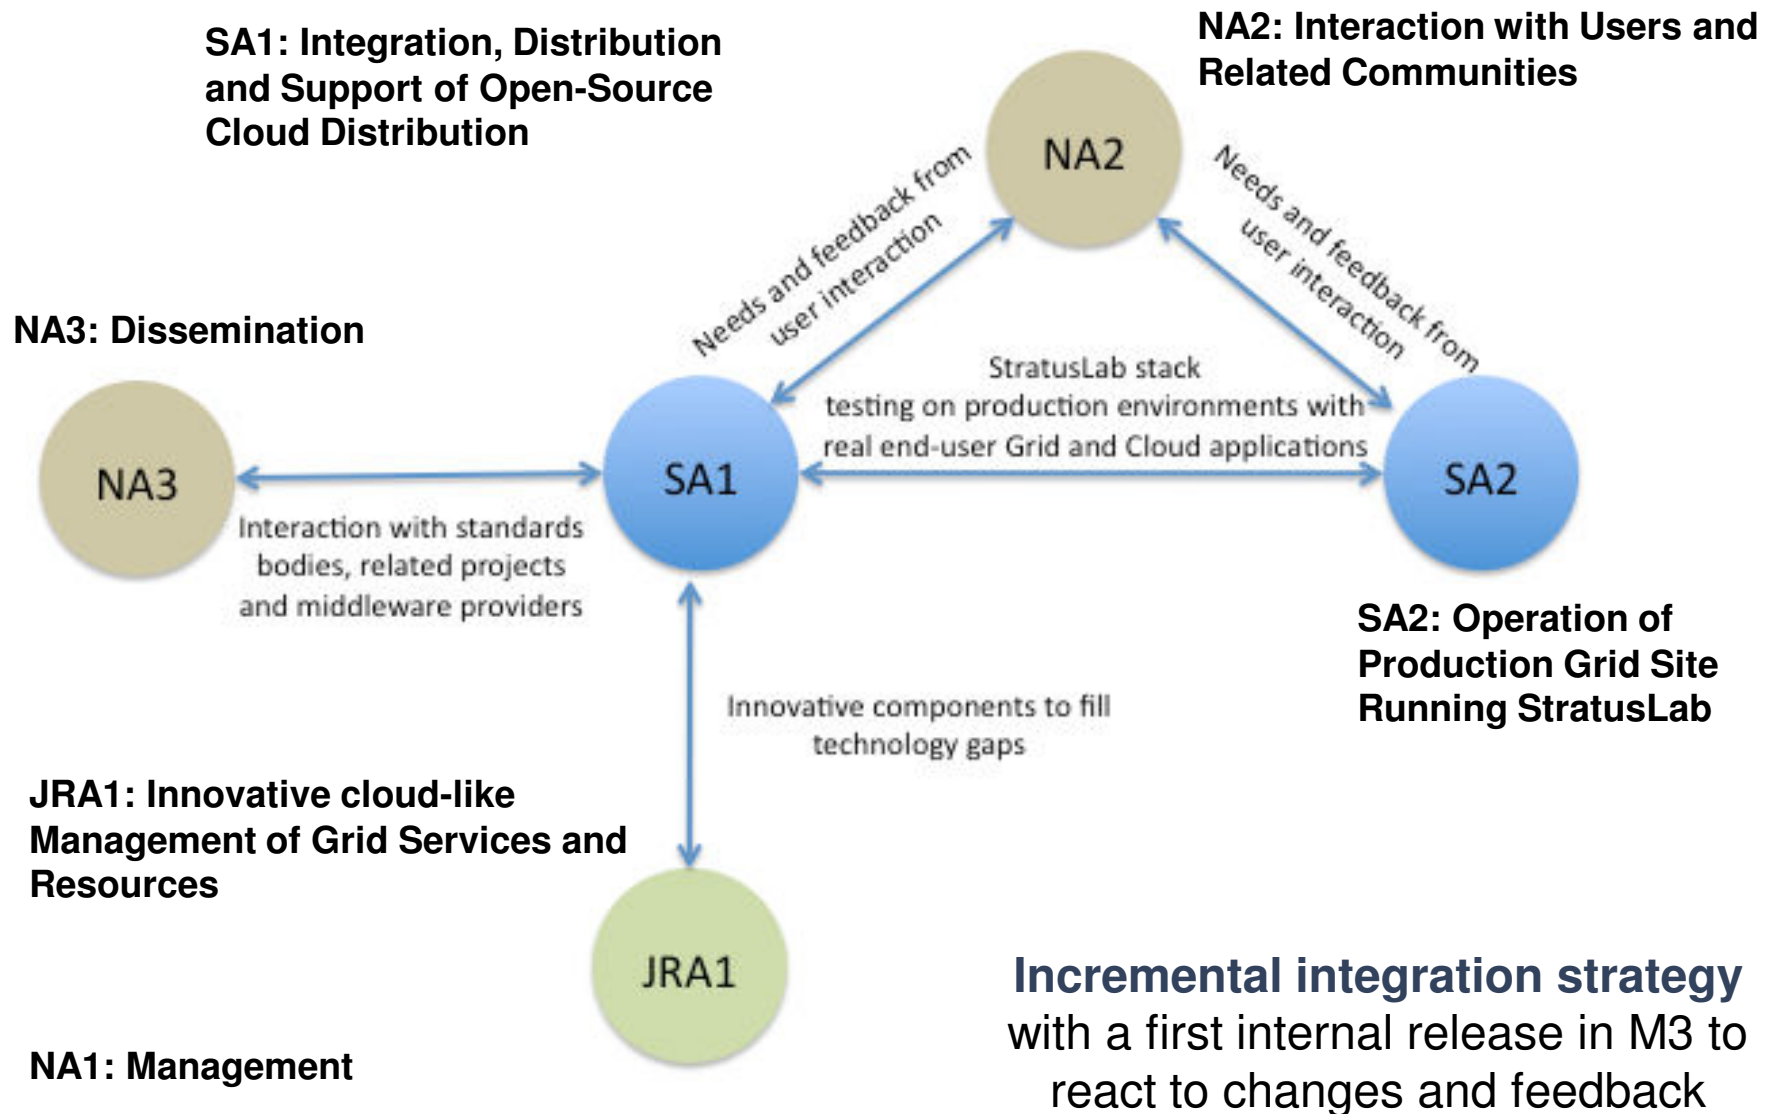 SA1: Integration, Distribution
and Support of Open-Source
Cloud Distribution
NA2: Interaction with Users and
Related Communities
NA2
Needs and feedback from
user interaction
Needs and feedback from
user interaction
NA3: Dissemination
StratusLab stack
testing on production environments with
real end-user Grid and Cloud applications
NA3
SA1
SA2
Interaction with standards
bodies, related projects
and middleware providers
SA2: Operation of
Production Grid Site
Running StratusLab
Innovative components to fill
technology gaps
JRA1: Innovative cloud-like
Management of Grid Services and
Resources
JRA1
Incremental integration strategy
with a first internal release in M3 to
react to changes and feedback
NA1: Management